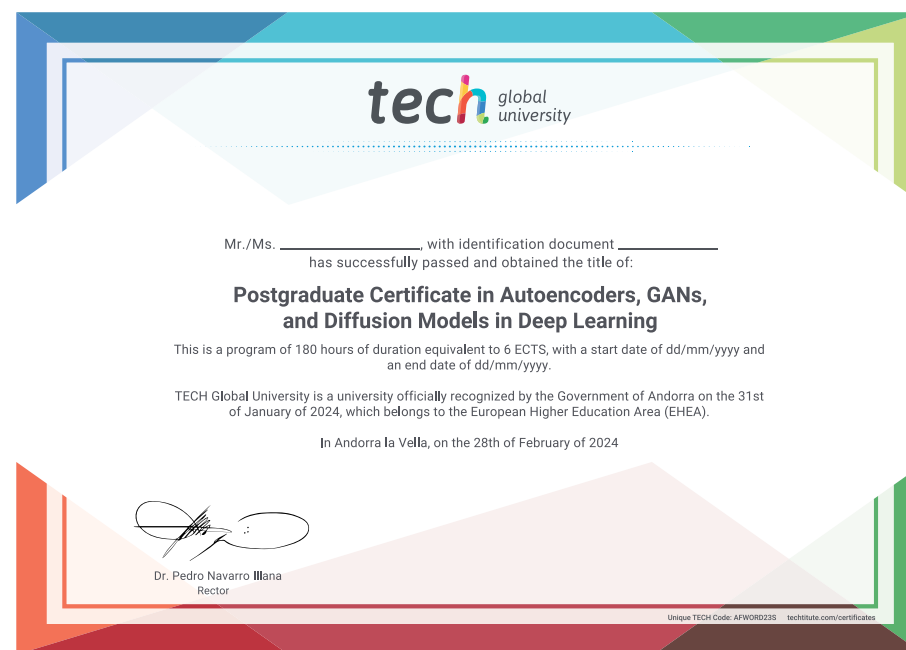 tech global university
Mr./Ms. ____________, with identification document ____________
has successfully passed and obtained the title of:
Postgraduate Certificate in Autoencoders, GANs,
and Diffusion Models in Deep Learning
This is a program of 180 hours of duration equivalent to 6 ECTS, with a start date of dd/mm/yyyy and
an end date of dd/mm/yyyy.
TECH Global University is a university officially recognized by the Government of Andorra on the 31st
of January of 2024, which belongs to the European Higher Education Area (EHEA).
In Andorra la Vella, on the 28th of February of 2024
Dr. Pedro Navarro Illana
Rector
Unique TECH Code: AFWORD23S techtitute.com/certificates